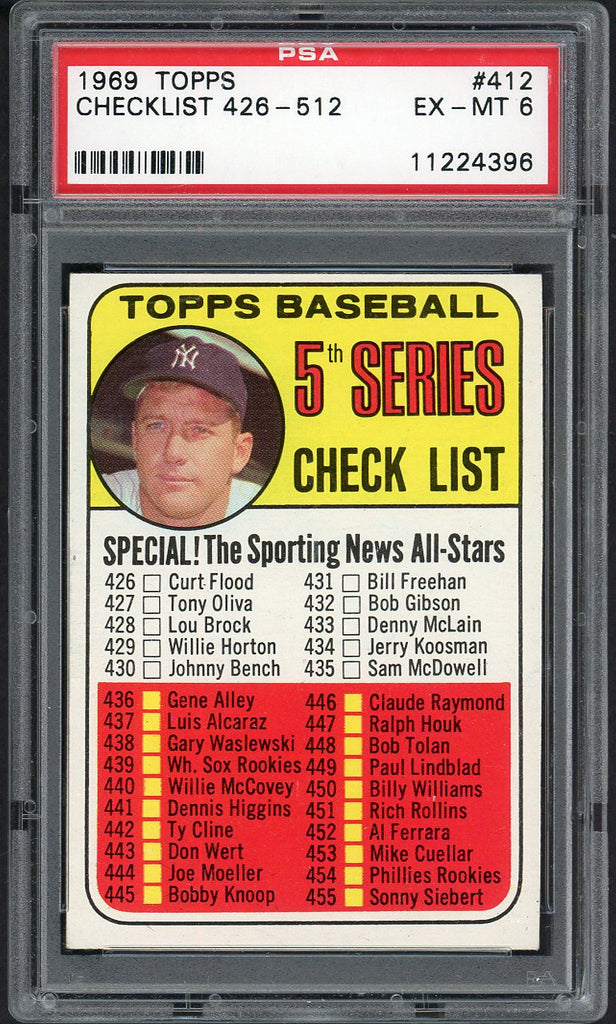 PSA
1969 TOPPS #412
CHECKLIST 426-512 EX-MT 6
11224396
TOPPS BASEBALL
NY
5th SERIES
CHECK LIST
SPECIAL! The Sporting News All-Stars
426 Curt Flood 431 Bill Freehan
427 Tony Oliva 432 Bob Gibson
428 Lou Brock 433 Denny McLain
429 Willie Horton 434 Jerry Koosman
430 Johnny Bench 435 Sam McDowell
436 Gene Alley 446 Claude Raymond
437 Luis Alcaraz 447 Ralph Houk
438 Gary Waslewski 448 Bob Tolan
439 Wh. Sox Rookies 449 Paul Lindblad
440 Willie McCovey 450 Billy Williams
441 Dennis Higgins 451 Rich Rollins
442 Ty Cline 452 Al Ferrara
443 Don Wert 453 Mike Cuellar
444 Joe Moeller 454 Phillies Rookies
445 Bobby Knoop 455 Sonny Siebert